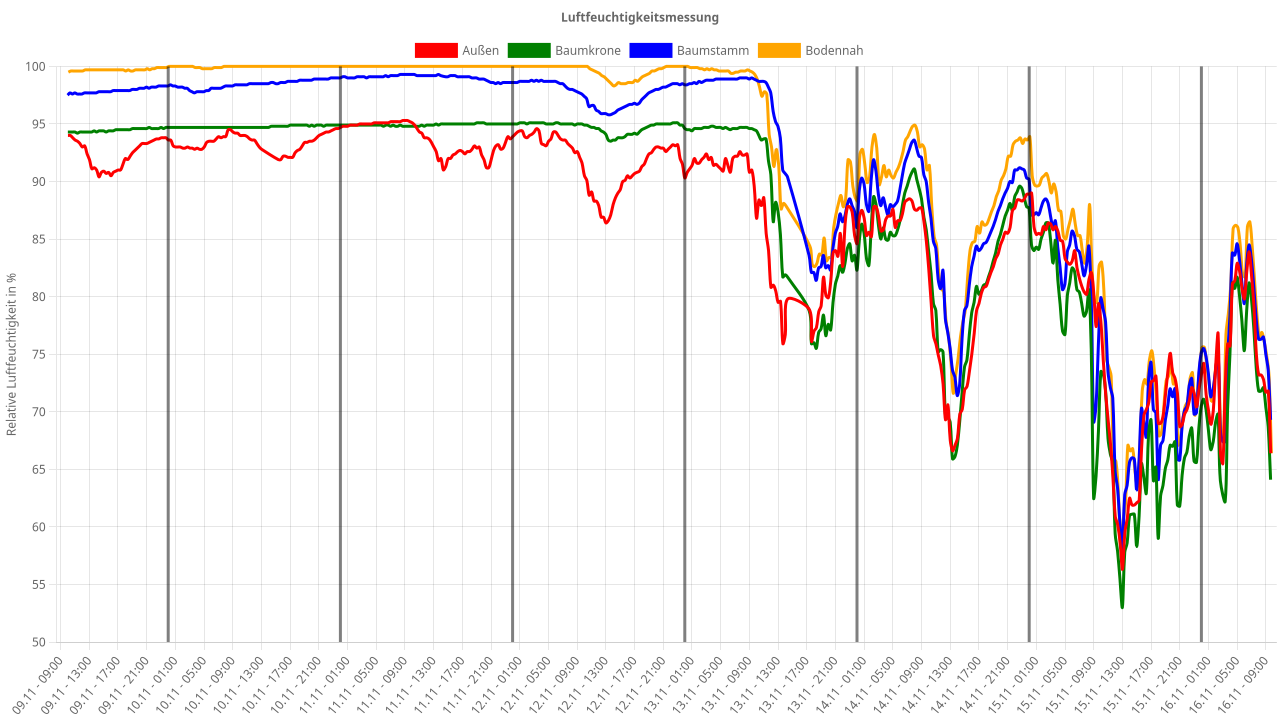 Luftfeuchtigkeitsmessung
Außen Baumkrone Baumstamm Bodennah
Relative Luftfeuchtigkeit in %
100
95
90
85
80
75
70
65
60
55
50
09.11 - 09:00
09.11 - 13:00
09.11 - 17:00
09.11 - 21:00
10.11 - 01:00
10.11 - 05:00
10.11 - 09:00
10.11 - 13:00
10.11 - 17:00
10.11 - 21:00
11.11 - 01:00
11.11 - 05:00
11.11 - 09:00
11.11 - 13:00
11.11 - 17:00
11.11 - 21:00
12.11 - 01:00
12.11 - 05:00
12.11 - 09:00
12.11 - 13:00
12.11 - 17:00
12.11 - 21:00
13.11 - 01:00
13.11 - 05:00
13.11 - 09:00
13.11 - 13:00
13.11 - 17:00
13.11 - 21:00
14.11 - 01:00
14.11 - 05:00
14.11 - 09:00
14.11 - 13:00
14.11 - 17:00
14.11 - 21:00
15.11 - 01:00
15.11 - 05:00
15.11 - 09:00
15.11 - 13:00
15.11 - 17:00
15.11 - 21:00
16.11 - 01:00
16.11 - 05:00
16.11 - 09:00